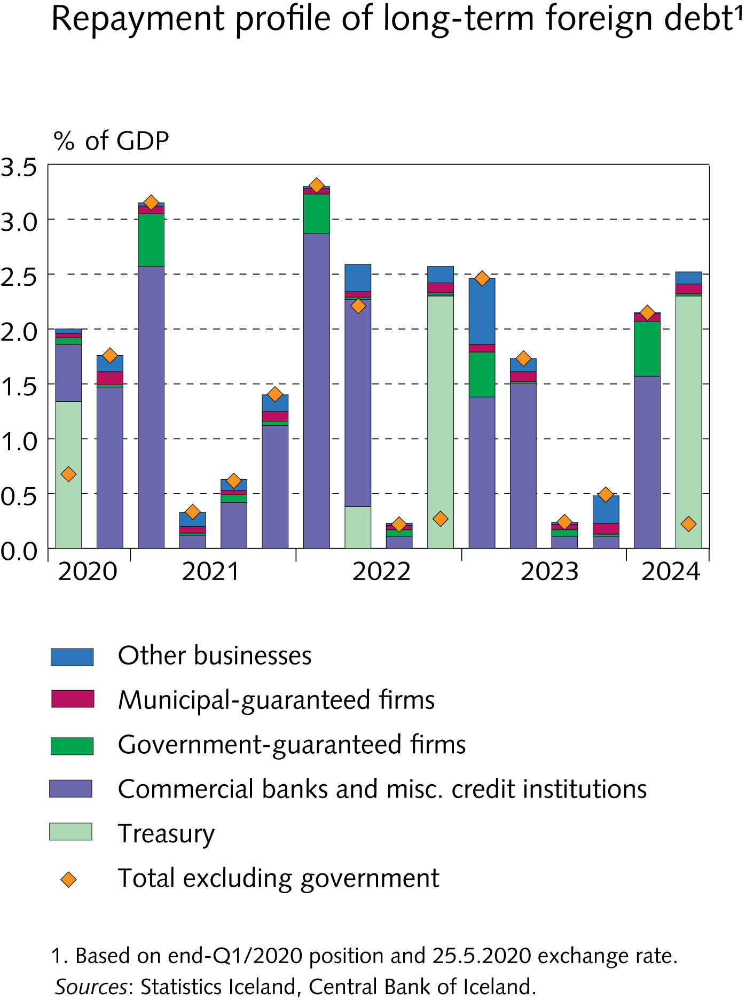 Repayment profile of long-term foreign debt¹
% of GDP
3.5
3.0
2.5
2.0
1.5
1.0
0.5
0.0
2020 2021 2022 2023 2024
Other businesses
Municipal-guaranteed firms
Government-guaranteed firms
Commercial banks and misc. credit institutions
Treasury
Total excluding government
1. Based on end-Q1/2020 position and 25.5.2020 exchange rate.
Sources: Statistics Iceland, Central Bank of Iceland.